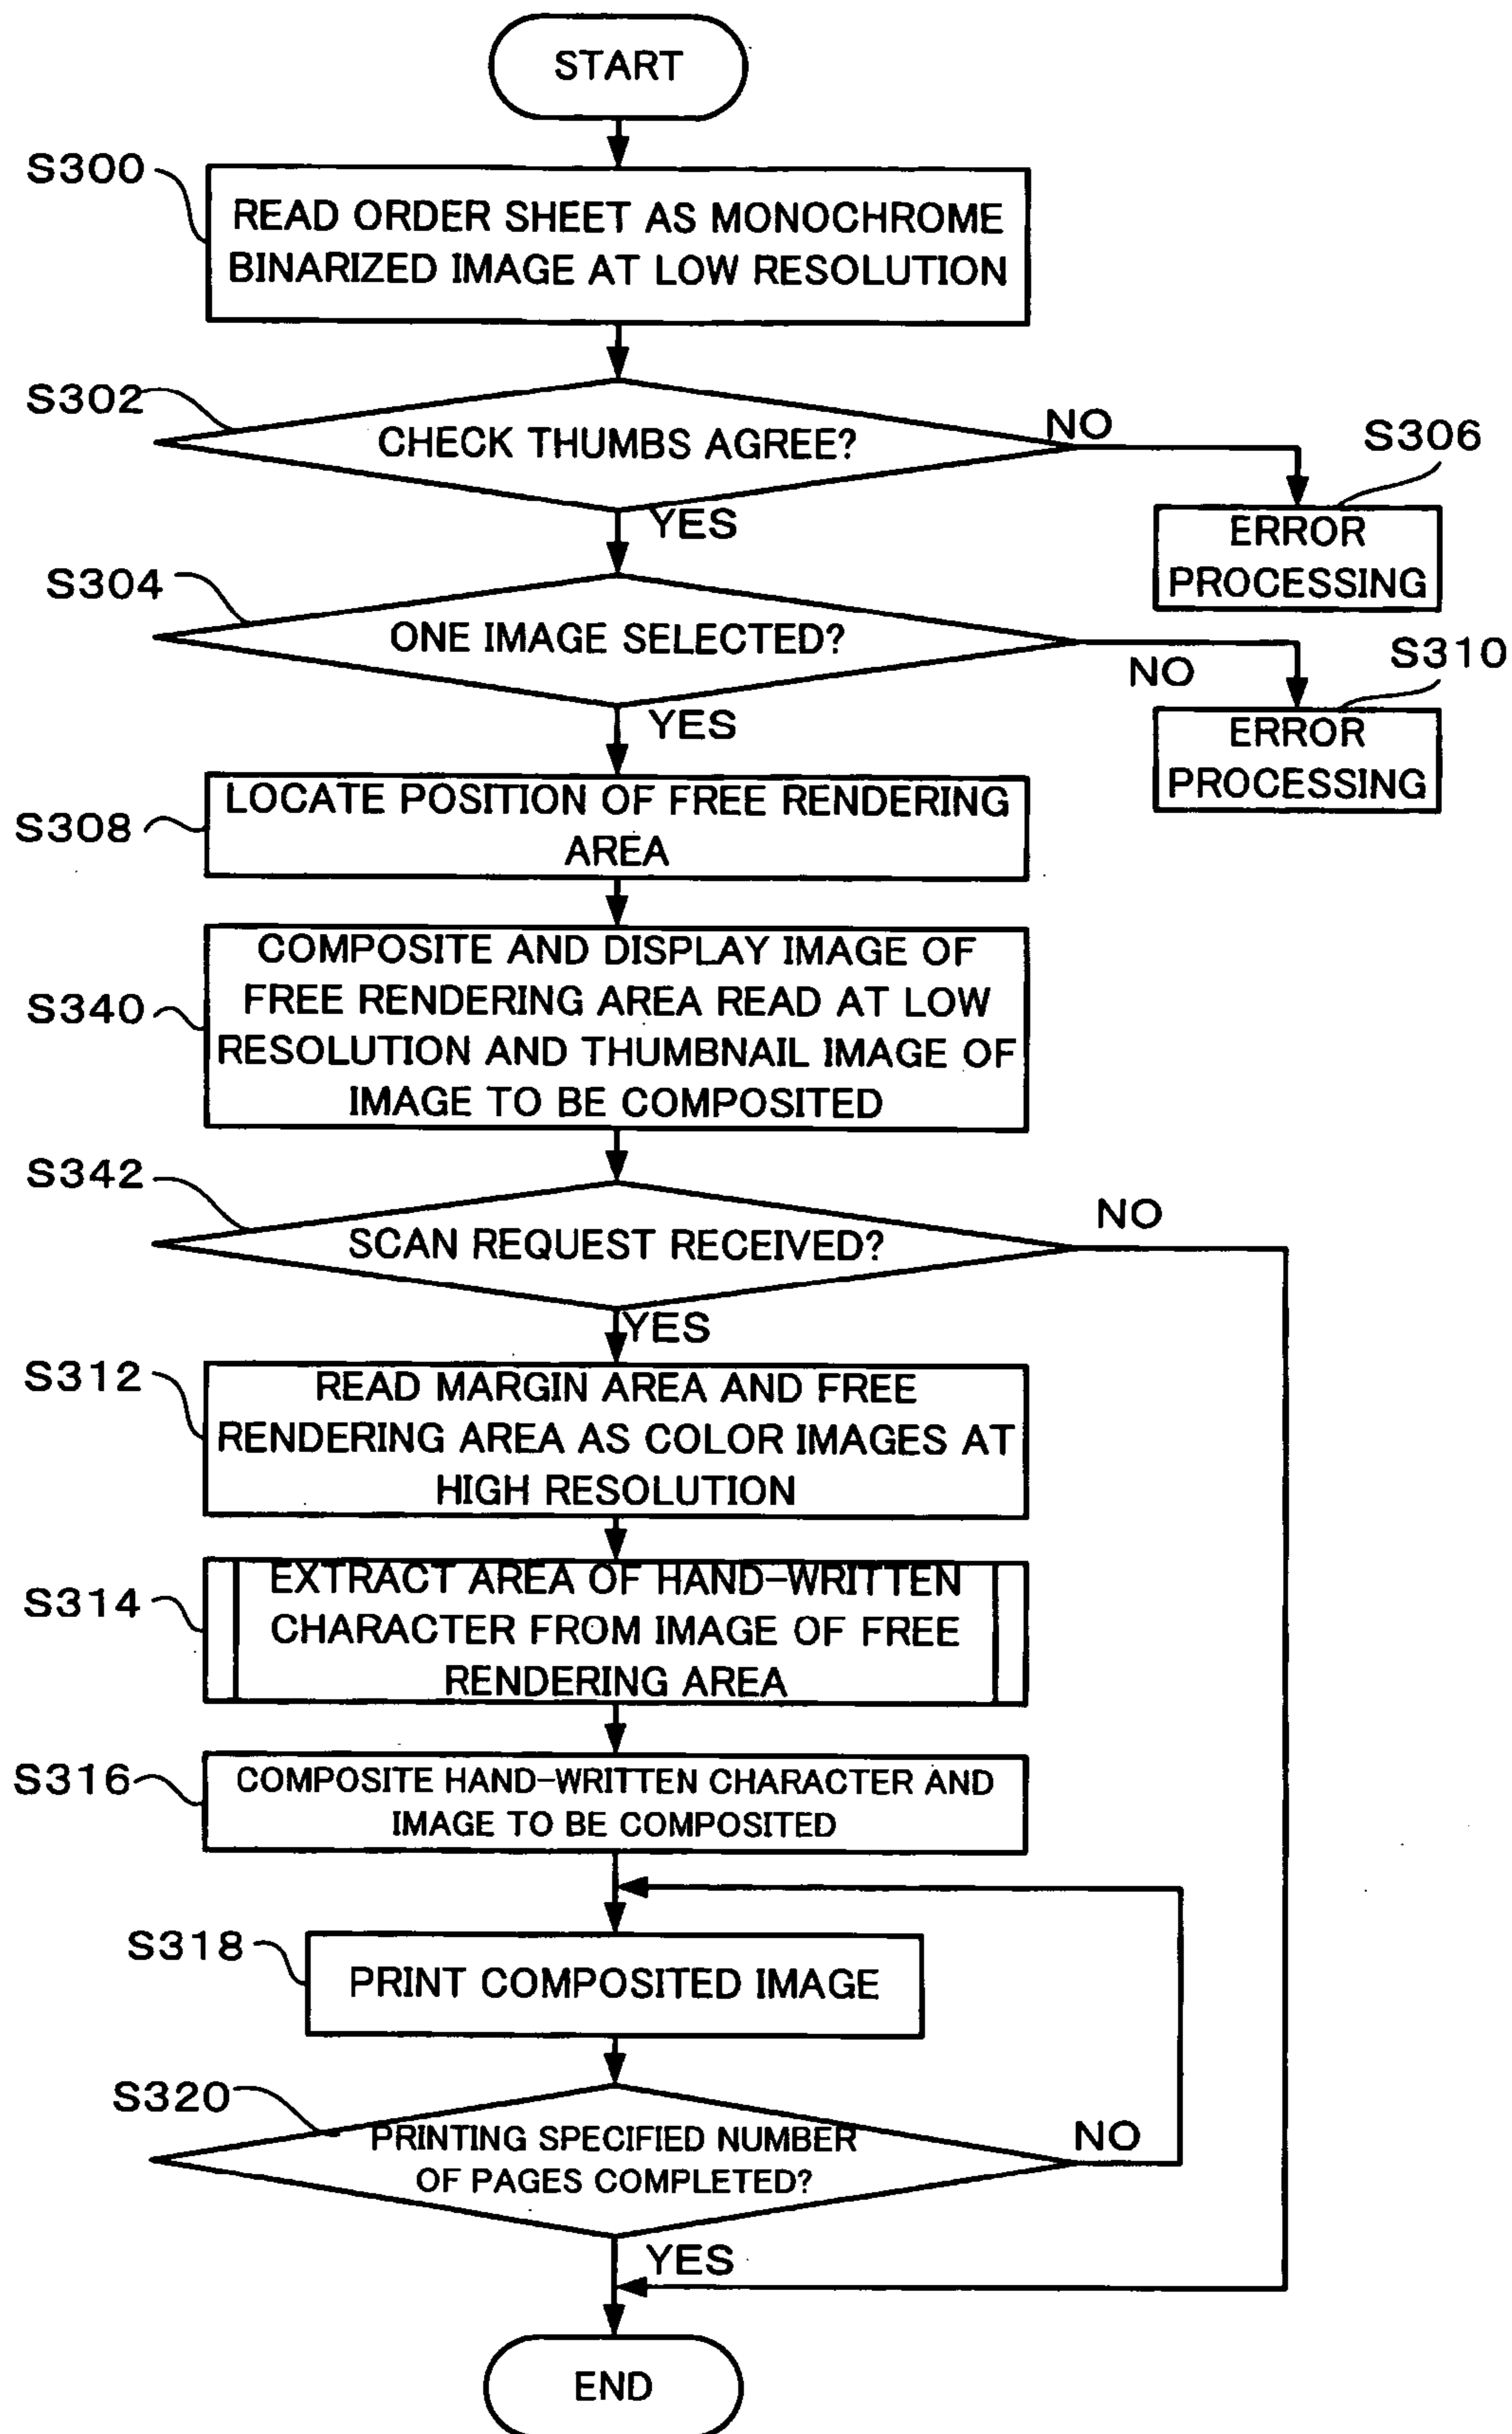 START
S300
READ ORDER SHEET AS MONOCHROME
BINARIZED IMAGE AT LOW RESOLUTION
S302
CHECK THUMBS AGREE?
NO
S306
ERROR
PROCESSING
YES
S304
ONE IMAGE SELECTED?
NO
S310
ERROR
PROCESSING
YES
S308
LOCATE POSITION OF FREE RENDERING
AREA
S340
COMPOSITE AND DISPLAY IMAGE OF
FREE RENDERING AREA READ AT LOW
RESOLUTION AND THUMBNAIL IMAGE OF
IMAGE TO BE COMPOSITED
S342
SCAN REQUEST RECEIVED?
NO
YES
S312
READ MARGIN AREA AND FREE
RENDERING AREA AS COLOR IMAGES AT
HIGH RESOLUTION
S314
EXTRACT AREA OF HAND-WRITTEN
CHARACTER FROM IMAGE OF FREE
RENDERING AREA
S316
COMPOSITE HAND-WRITTEN CHARACTER AND
IMAGE TO BE COMPOSITED
S318
PRINT COMPOSITED IMAGE
S320
PRINTING SPECIFIED NUMBER
OF PAGES COMPLETED?
NO
YES
END